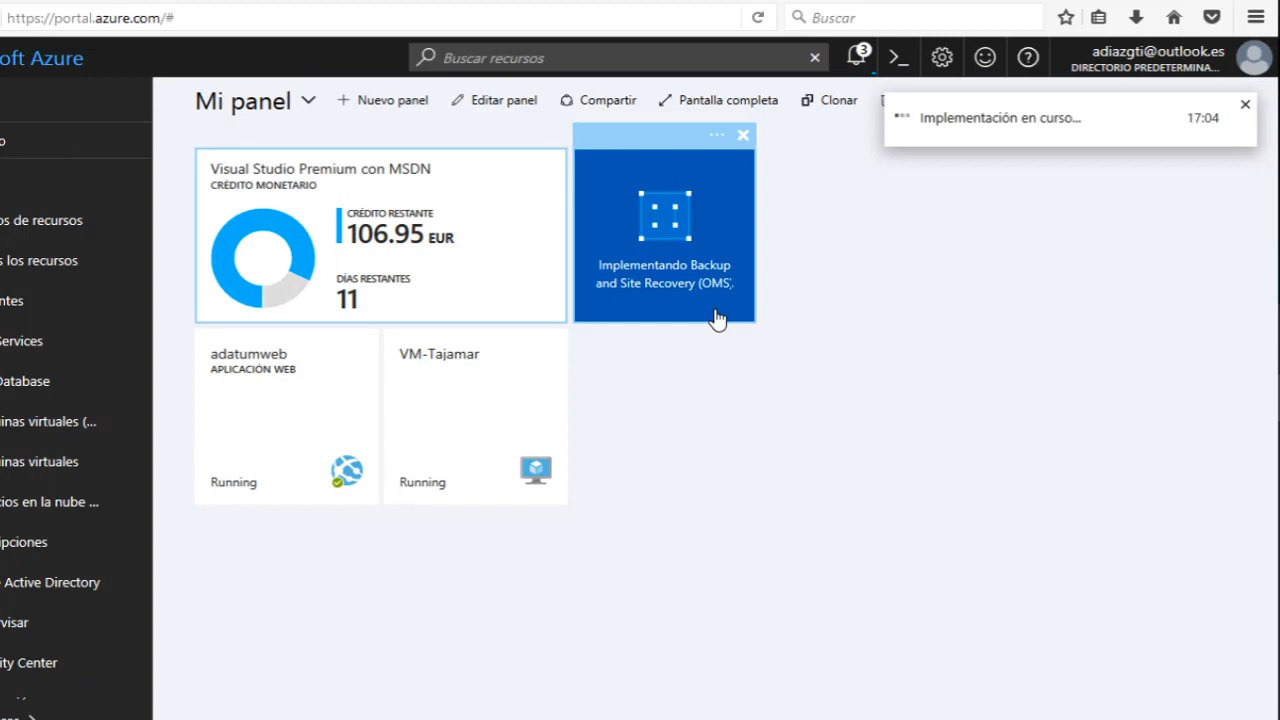 https://portal.azure.com/#
Buscar
oft Azure
Buscar recursos
3
adiazgti@outlook.es
DIRECTORIO PREDETERMINA...
Mi panel
Nuevo panel
Editar panel
Compartir
Pantalla completa
Clonar
Implementación en curso...
17:04
o
os de recursos
s los recursos
ntes
Services
Database
inas virtuales (...
inas virtuales
cios en la nube ...
ipciones
Active Directory
rvisar
ity Center
Visual Studio Premium con MSDN
CRÉDITO MONETARIO
CRÉDITO RESTANTE
106.95 EUR
DÍAS RESTANTES
11
Implementando Backup
and Site Recovery (OMS).
adatumweb
APLICACIÓN WEB
Running
VM-Tajamar
Running